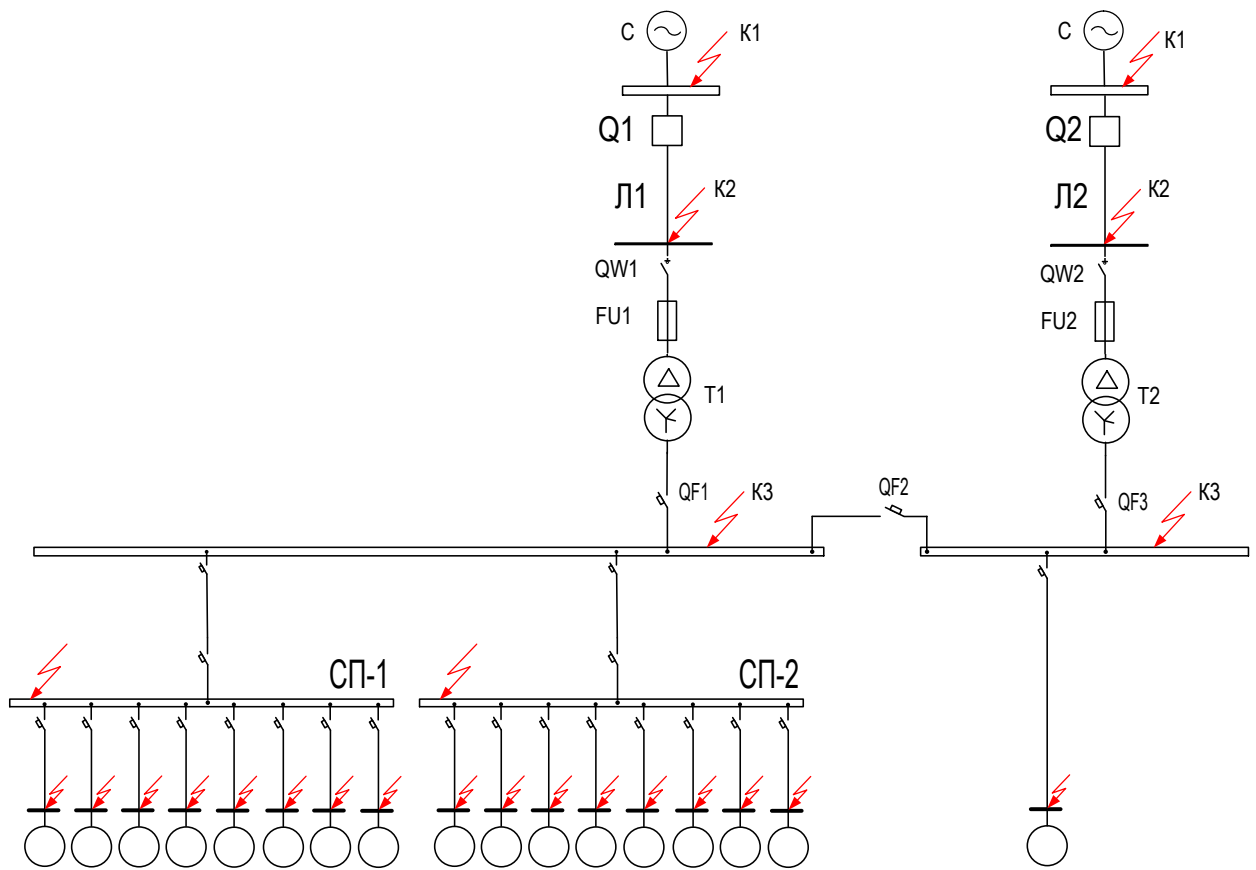 С К1 С К1
Q1 Q2
Л1 К2 Л2 К2
QW1 QW2
FU1 FU2
Т1 Т2
QF1 К3 QF2 QF3 К3
СП-1 СП-2